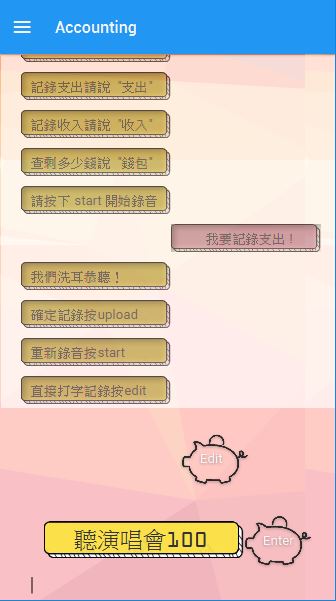 Accounting
記錄支出請說“支出”
記錄收入請說“收入”
查剩多少錢說“錢包”
請按下 start 開始錄音
我要記錄支出！
我們洗耳恭聽！
確定記錄按upload
重新錄音按start
直接打字記錄按edit
Edit
聽演唱會100
Enter